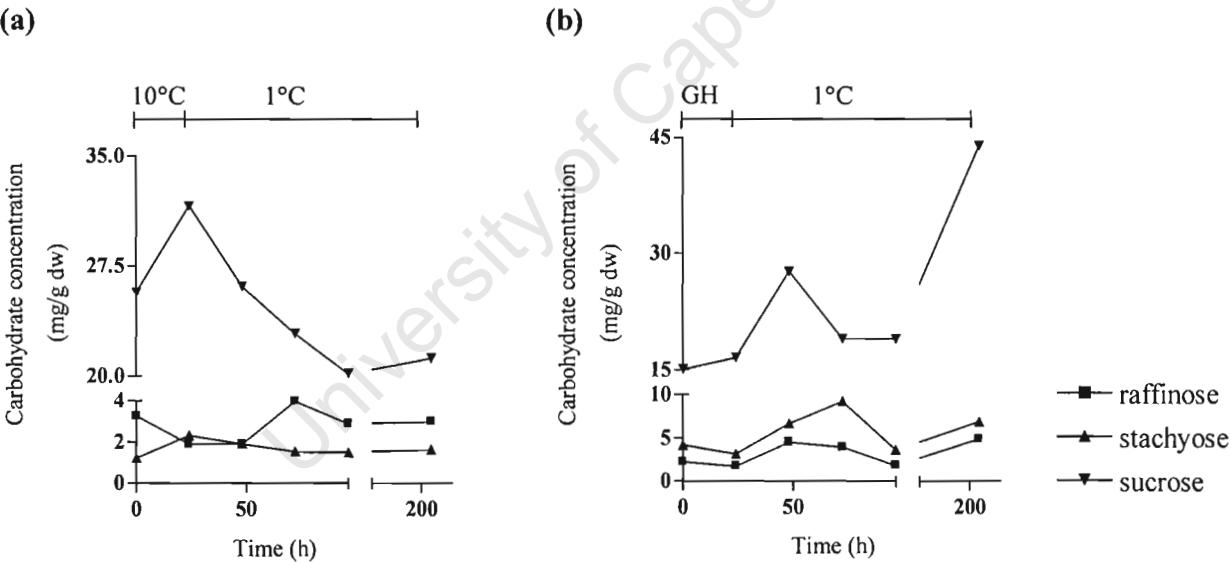 (a)
(b)
10°C
1°C
GH
1°C
Carbohydrate concentration
(mg/g dw)
35.0
27.5
20.0
4
2
0
0
50
200
Time (h)
Carbohydrate concentration
(mg/g dw)
45
30
15
10
5
0
0
50
200
Time (h)
raffinose
stachyose
sucrose
University of Cape